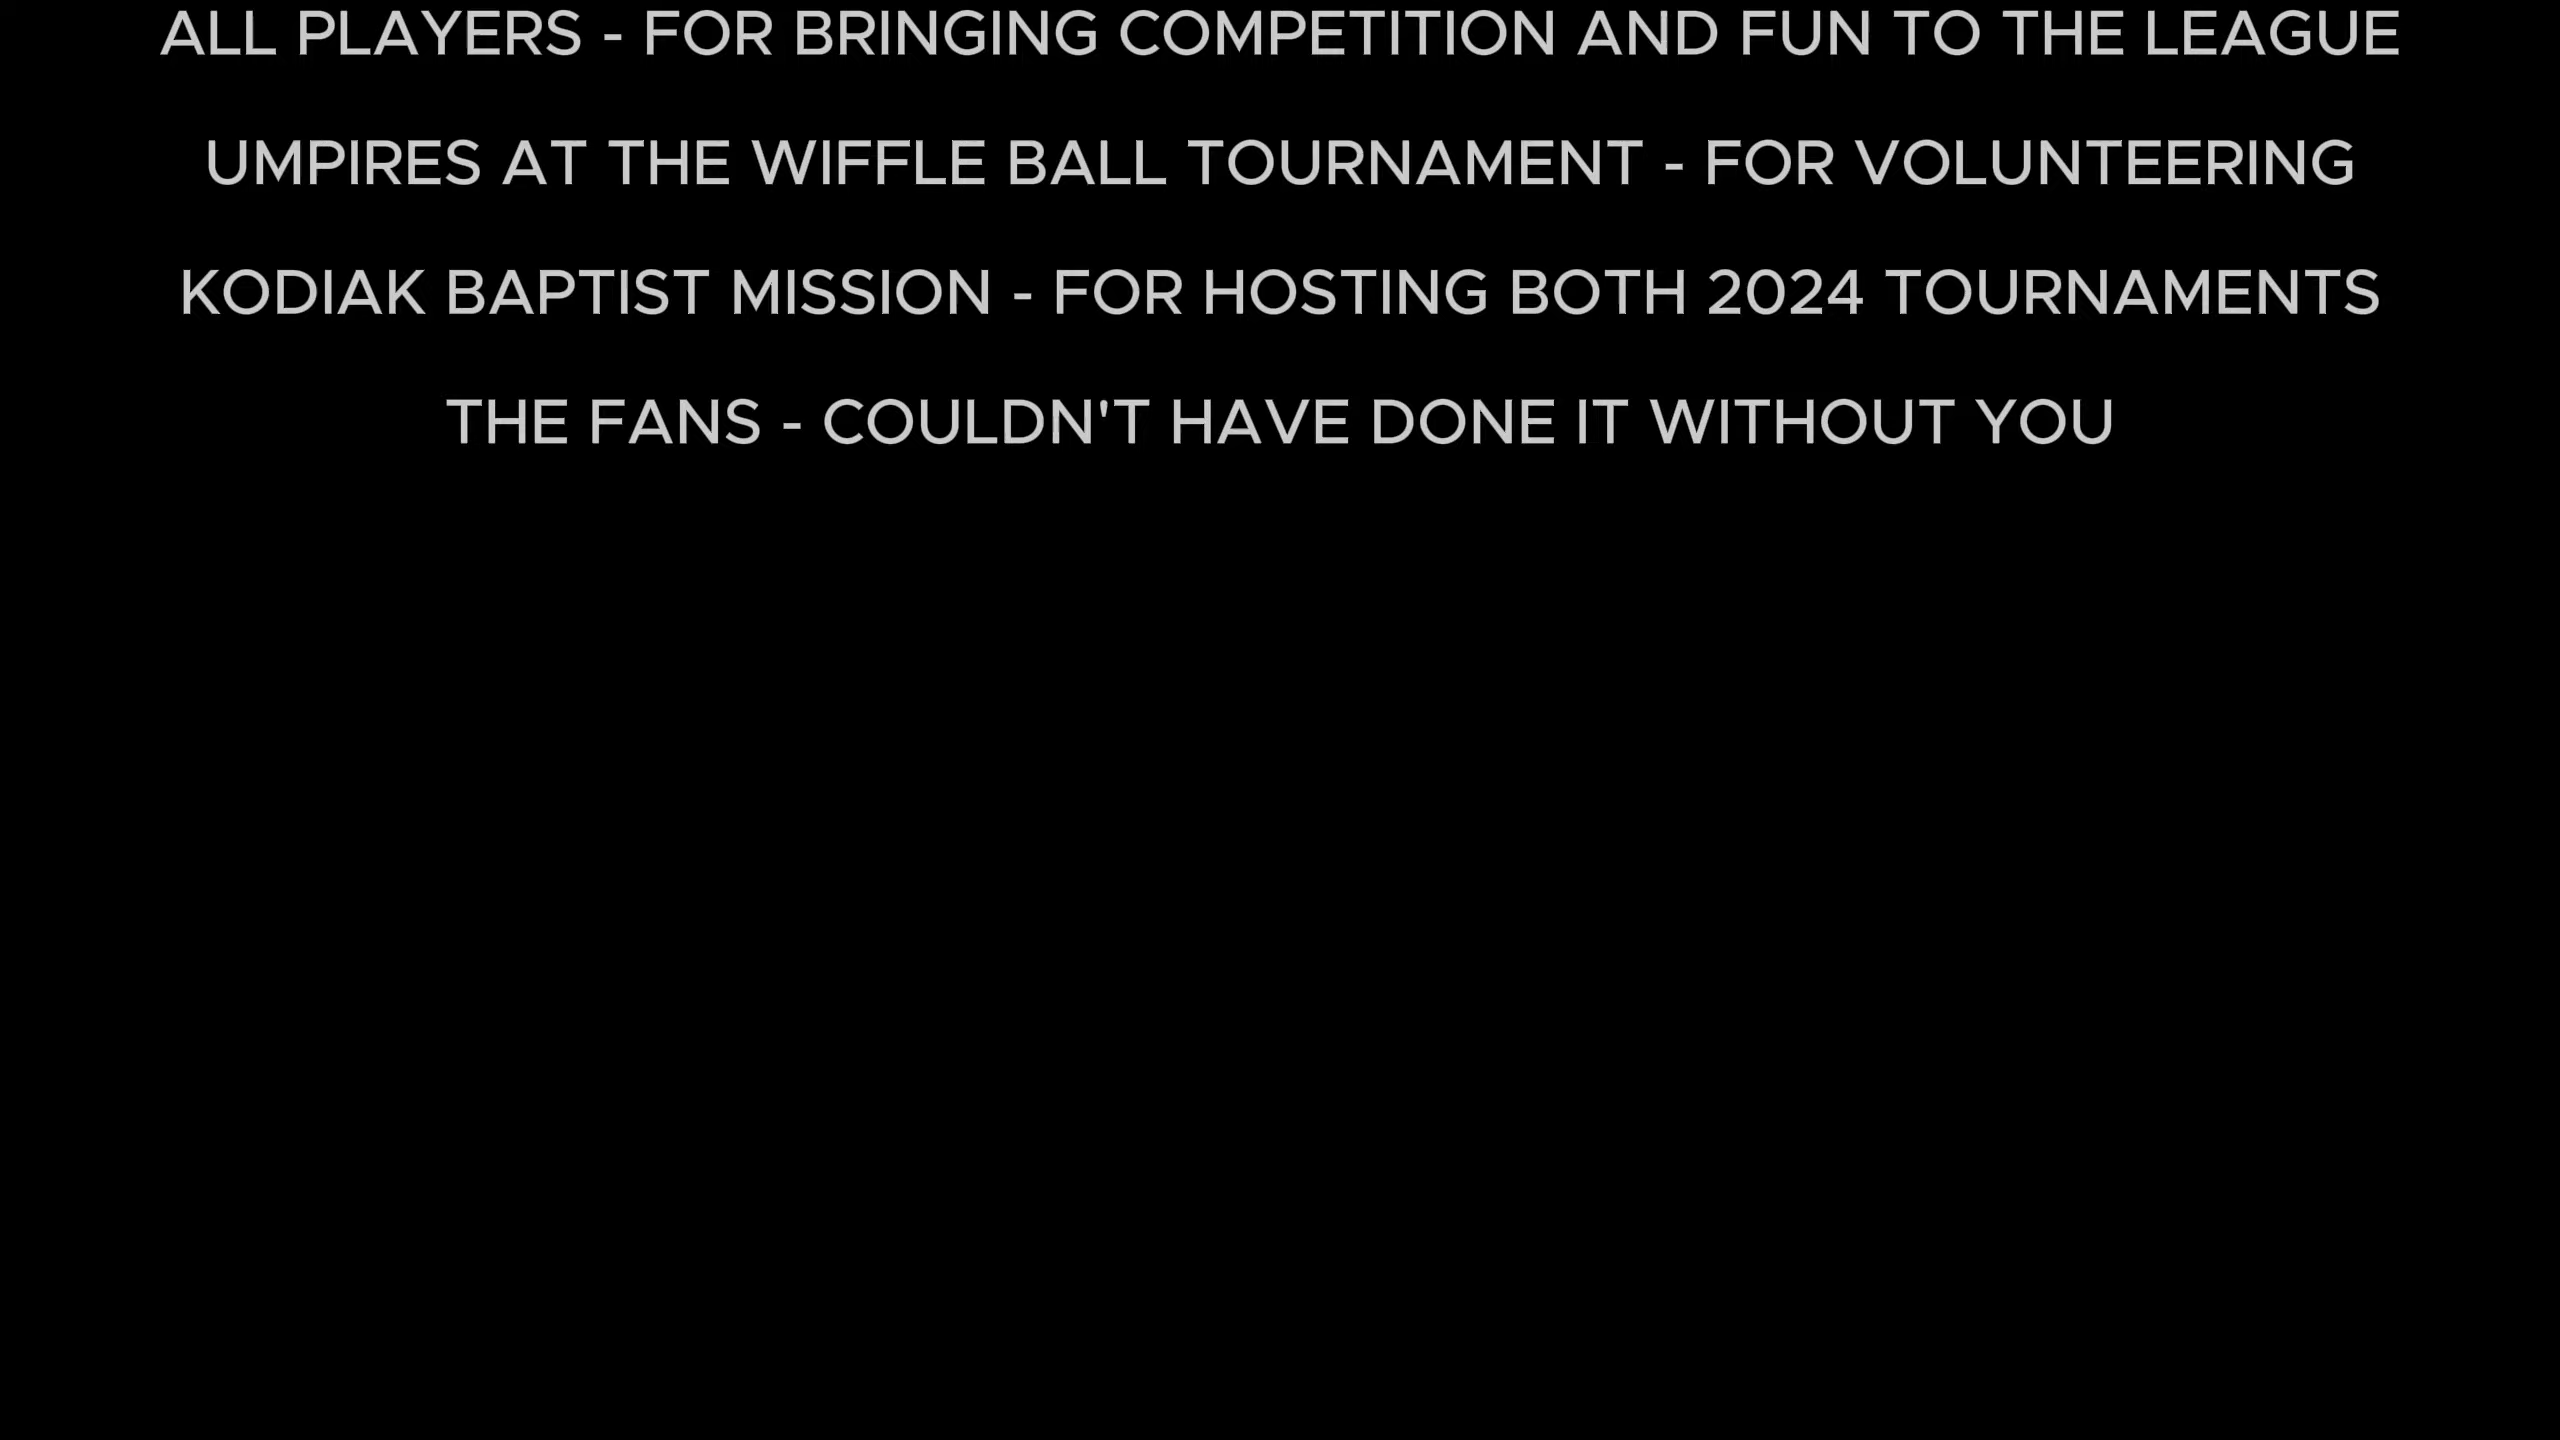 ALL PLAYERS - FOR BRINGING COMPETITION AND FUN TO THE LEAGUE
UMPIRES AT THE WIFFLE BALL TOURNAMENT - FOR VOLUNTEERING
KODIAK BAPTIST MISSION - FOR HOSTING BOTH 2024 TOURNAMENTS
THE FANS - COULDN'T HAVE DONE IT WITHOUT YOU